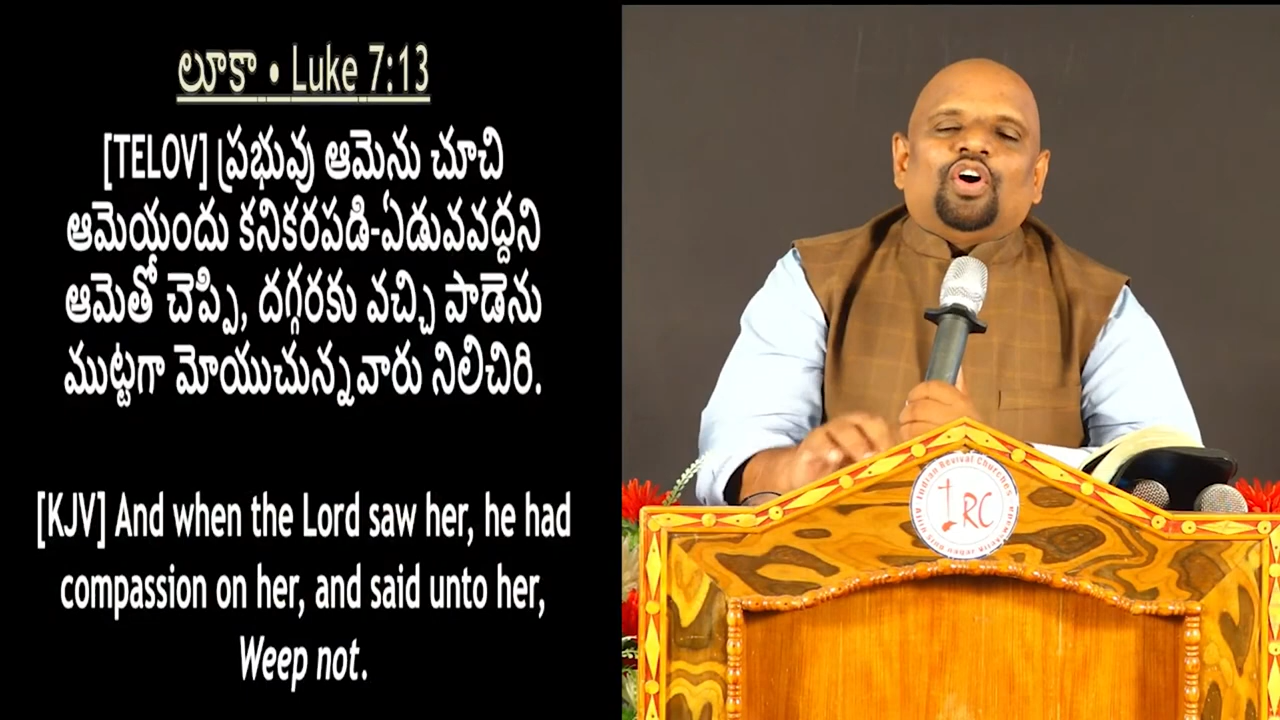 లూకా • Luke 7:13
[TELOV] ప్రభువు ఆమెను చూచి
ఆమెయందు కనికరపడి-ఏడువవద్దని
ఆమెతో చెప్పి, దగ్గరకు వచ్చి పాడెను
ముట్టగా మోయుచున్నవారు నిలిచిరి.
[KJV] And when the Lord saw her, he had
compassion on her, and said unto her,
Weep not.
Indian Revival Churches
IRC